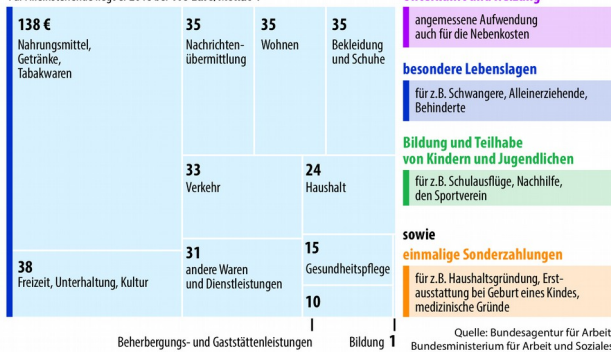 138 €
Nahrungsmittel,
Getränke,
Tabakwaren
35
Nachrichten-
übermittlung
35
Wohnen
35
Bekleidung
und Schuhe
33
Verkehr
24
Haushalt
38
Freizeit, Unterhaltung, Kultur
31
andere Waren
und Dienstleistungen
15
Gesundheitspflege
10
Beherbergungs- und Gaststättenleistungen
Bildung 1
angemessene Aufwendung
auch für die Nebenkosten
besondere Lebenslagen
für z.B. Schwangere, Alleinerziehende,
Behinderte
Bildung und Teilhabe
von Kindern und Jugendlichen
für z.B. Schulausflüge, Nachhilfe,
den Sportverein
sowie
einmalige Sonderzahlungen
für z.B. Haushaltsgründung, Erst-
ausstattung bei Geburt eines Kindes,
medizinische Gründe
Quelle: Bundesagentur für Arbeit
Bundesministerium für Arbeit und Soziales